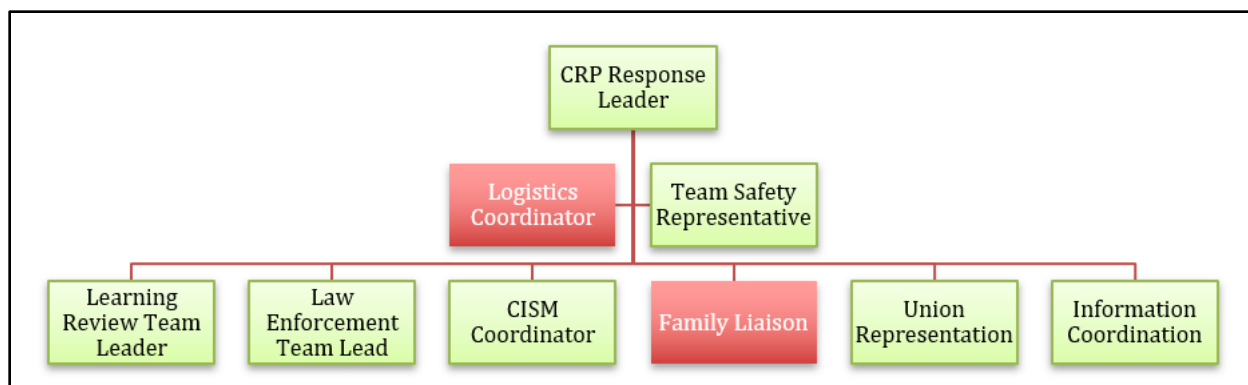 CRP Response
Leader
Logistics
Coordinator
Team Safety
Representative
Learning
Review Team
Leader
Law
Enforcement
Team Lead
CISM
Coordinator
Family Liaison
Union
Representation
Information
Coordination